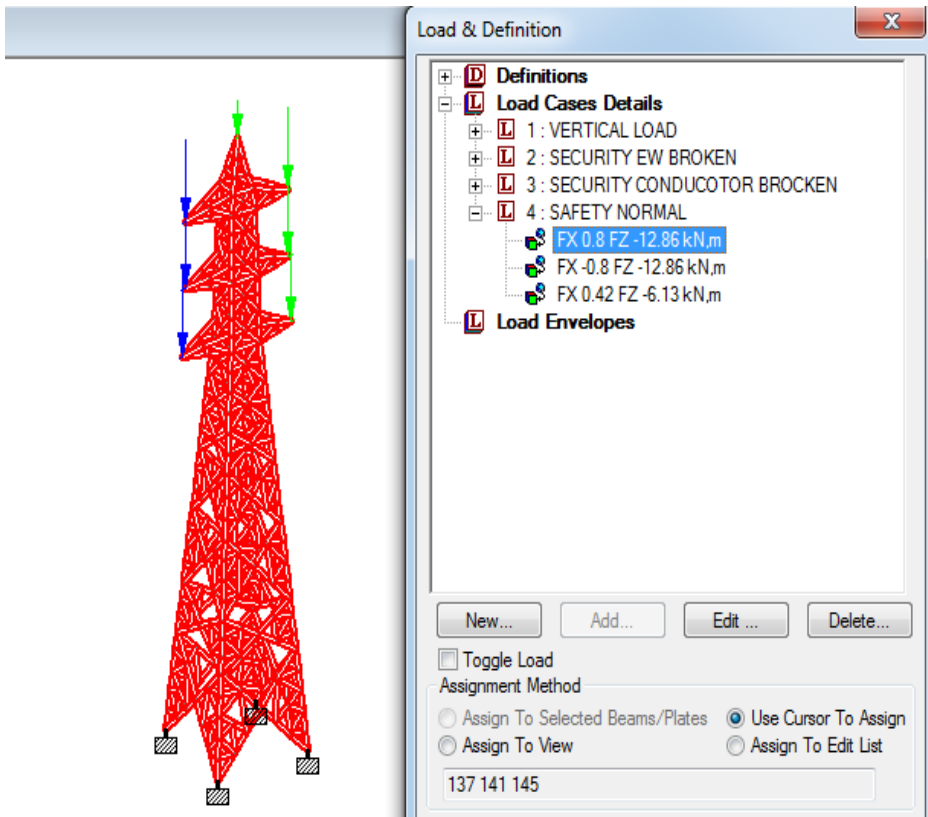 Load & Definition
X
D Definitions
L Load Cases Details
L 1 : VERTICAL LOAD
L 2 : SECURITY EW BROKEN
L 3 : SECURITY CONDUCOTOR BROCKEN
L 4 : SAFETY NORMAL
FX 0.8 FZ -12.86 kN,m
FX -0.8 FZ -12.86 kN,m
FX 0.42 FZ -6.13 kN,m
L Load Envelopes
New... Add... Edit ... Delete...
Toggle Load
Assignment Method
Assign To Selected Beams/Plates Use Cursor To Assign
Assign To View Assign To Edit List
137 141 145